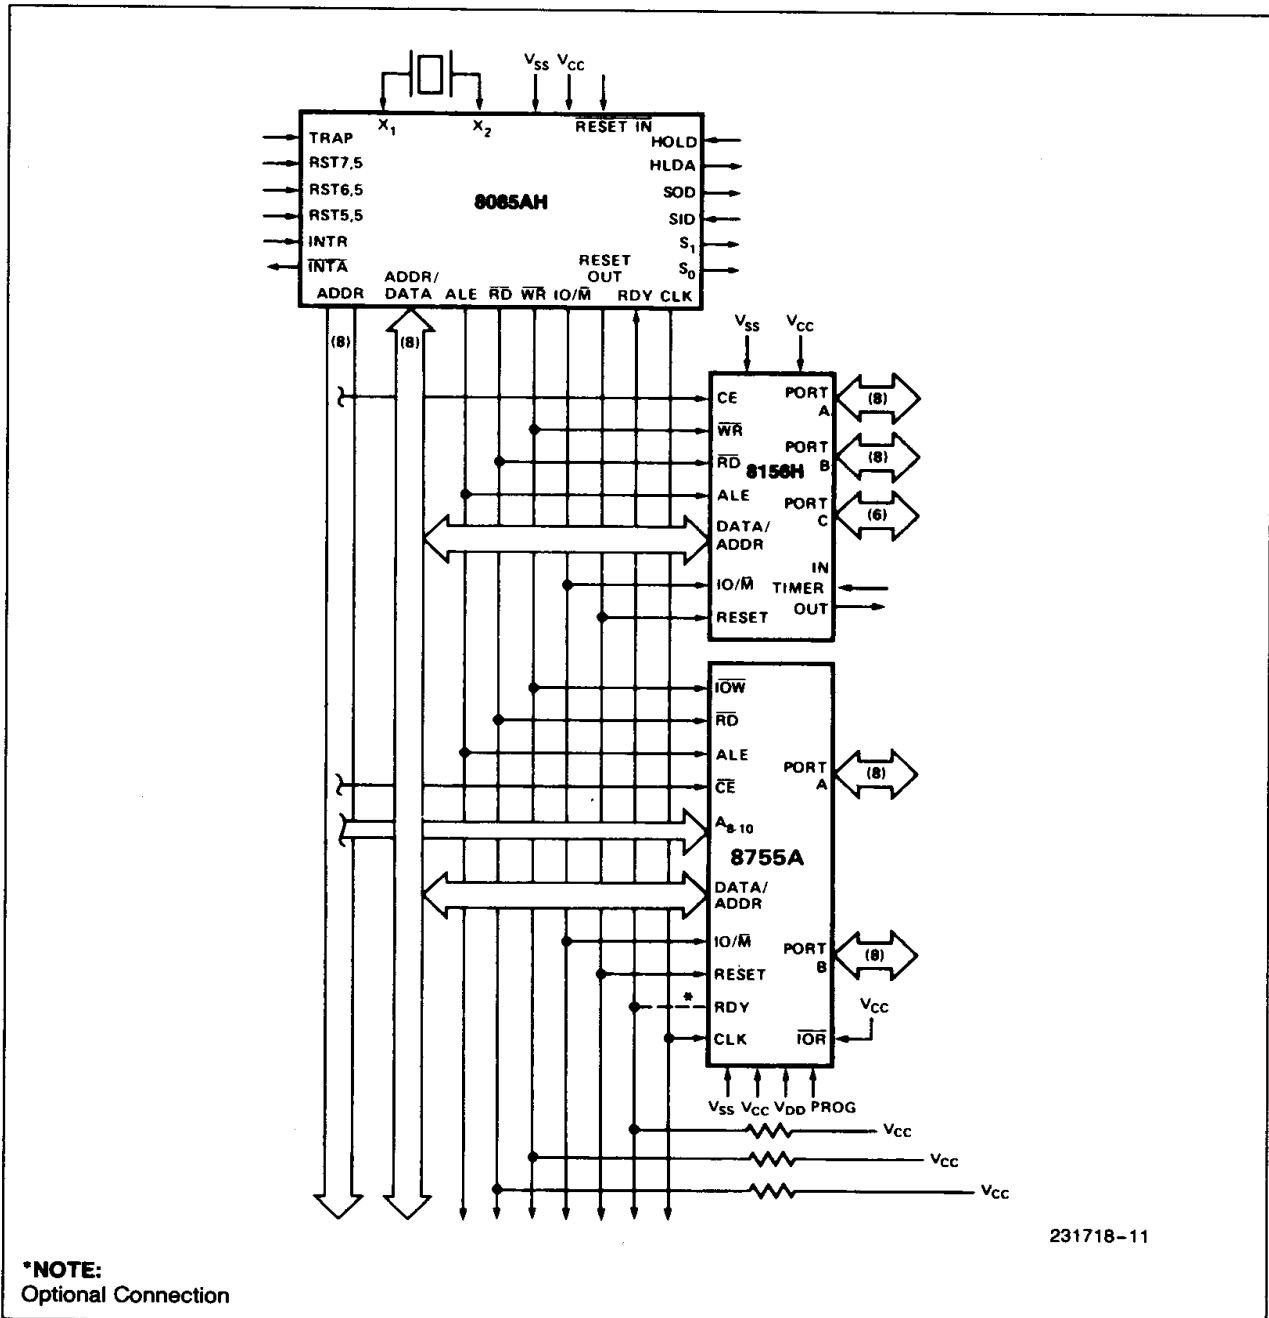 VSS VCC
X1 X2 RESET IN
TRAP
RST7,5
RST6,5
RST5,5
INTR
INTA
8085AH
HOLD
HLDA
SOD
SID
S1
S0
ADDR
ADDR/
DATA
ALE RD WR IO/M
RESET
OUT
RDY CLK
(8) (8)
VSS VCC
CE
WR
RD
ALE
DATA/
ADDR
IO/M
RESET
8156H
PORT
A
(8)
PORT
B
(8)
PORT
C
(6)
IN
TIMER
OUT
IOW
RD
ALE
CE
A8-10
8755A
DATA/
ADDR
IO/M
RESET
* RDY
CLK
PORT
A
(8)
PORT
B
(8)
VCC
IOR
VSS VCC VDD PROG
VCC
VCC
VCC
231718-11
*NOTE:
Optional Connection